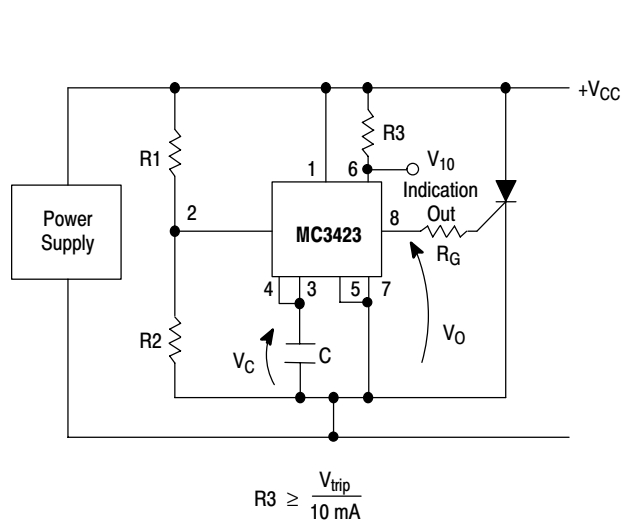 +VCC
R3
R1
V10
1
6
Indication
Out
2
8
Power
Supply
MC3423
RG
4
3
5
7
VO
R2
VC
C
R3 ≥ Vtrip
10 mA